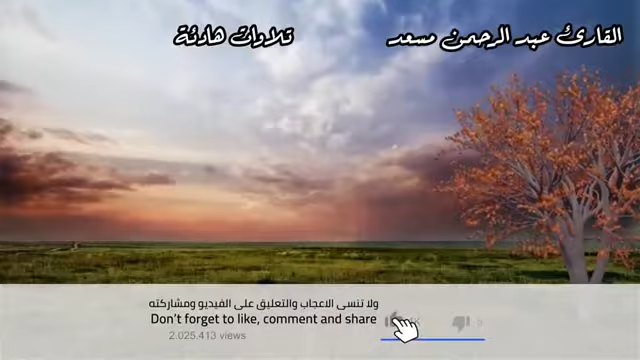 القارئ عبد الرحمن مسعد
تلاوات هادئة
ولا تنسى الاعجاب والتعليق على الفيديو ومشاركته
Don't forget to like, comment and share
2.025.413 views